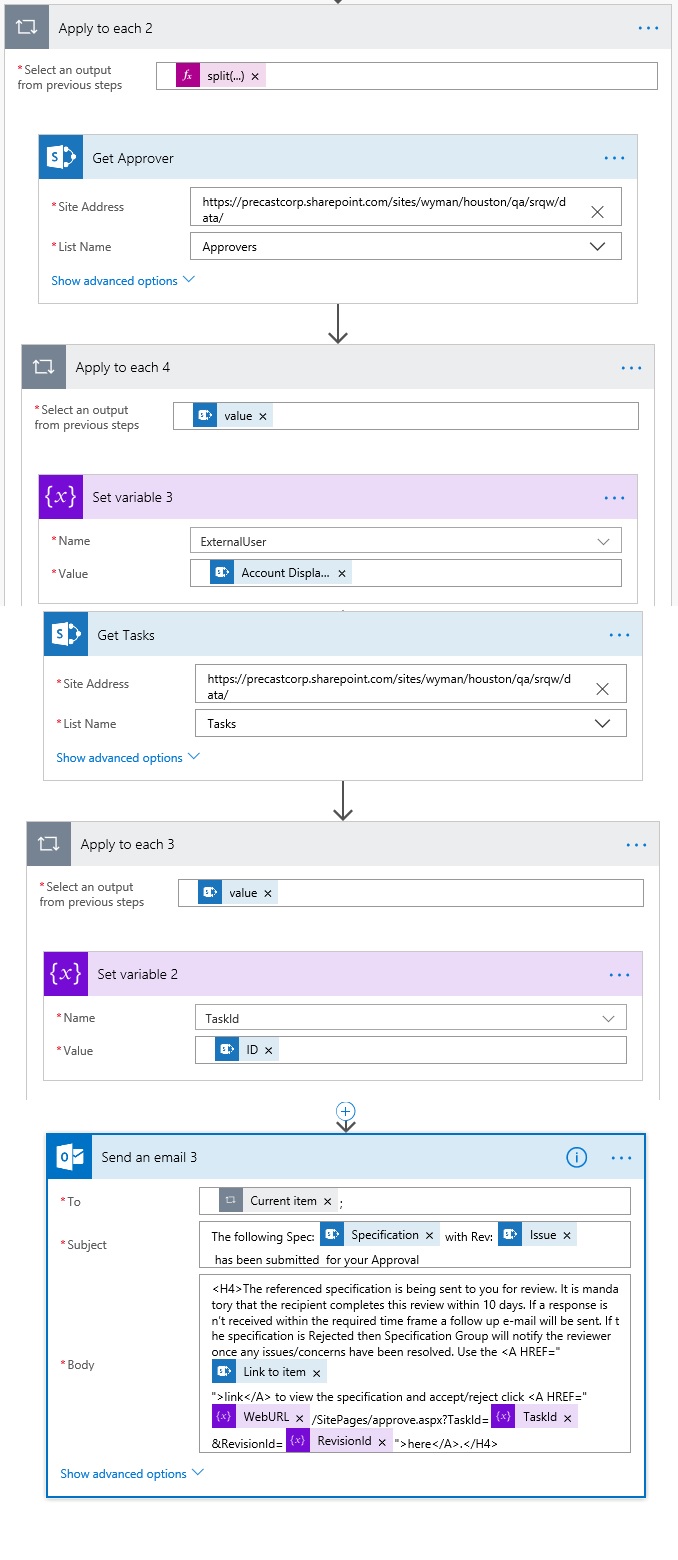 Apply to each 2
...
*Select an output
from previous steps
fx split(...) ×
S Get Approver
...
*Site Address
https://precastcorp.sharepoint.com/sites/wyman/houston/qa/srqw/d
ata/
*List Name
Approvers
Show advanced options
Apply to each 4
...
*Select an output
from previous steps
S value ×
{x} Set variable 3
...
*Name
ExternalUser
*Value
S Account Displa... ×
S Get Tasks
...
*Site Address
https://precastcorp.sharepoint.com/sites/wyman/houston/qa/srqw/d
ata/
*List Name
Tasks
Show advanced options
Apply to each 3
...
*Select an output
from previous steps
S value ×
{x} Set variable 2
...
*Name
TaskId
*Value
S ID ×
O Send an email 3
i ...
*To
Current item × ;
*Subject
The following Spec: S Specification × with Rev: S Issue ×
has been submitted for your Approval
*Body
<H4>The referenced specification is being sent to you for review. It is manda
tory that the recipient completes this review within 10 days. If a response is
n't received within the required time frame a follow up e-mail will be sent. If t
he specification is Rejected then Specification Group will notify the reviewer
once any issues/concerns have been resolved. Use the <A HREF="
S Link to item ×
">link</A> to view the specification and accept/reject click <A HREF="
{x} WebURL × /SitePages/approve.aspx?TaskId= {x} TaskId ×
&RevisionId= {x} RevisionId × ">here</A>.</H4>
Show advanced options